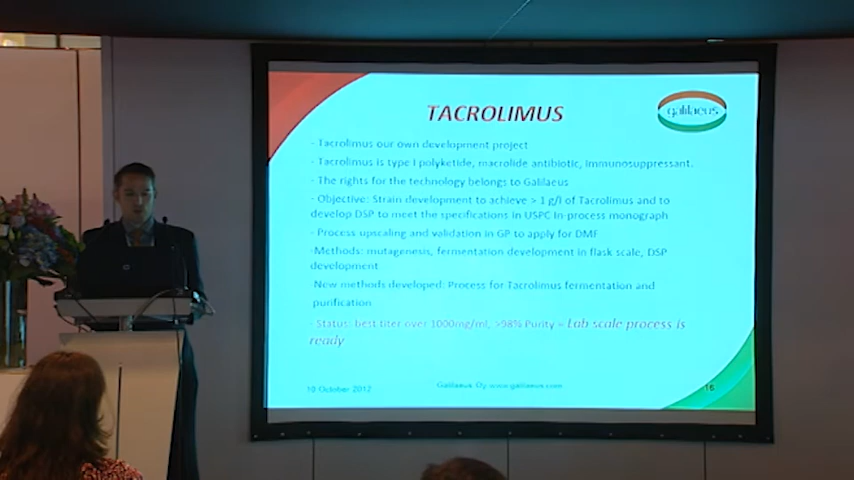 TACROLIMUS
galilaeus
- Tacrolimus our own development project
- Tacrolimus is type I polyketide, macrolide antibiotic, immunosuppressant.
- The rights for the technology belongs to Galilaeus
- Objective: Strain development to achieve > 1 g/l of Tacrolimus and to
develop DSP to meet the specifications in USPC In-process monograph
- Process upscaling and validation in GP to apply for DMF
-Methods: mutagenesis, fermentation development in flask scale, DSP
development
New methods developed: Process for Tacrolimus fermentation and
purification
- Status: best titer over 1000mg/ml, >98% Purity = Lab scale process is
ready
10 October 2012
Galilaeus Oy www.galilaeus.com
16